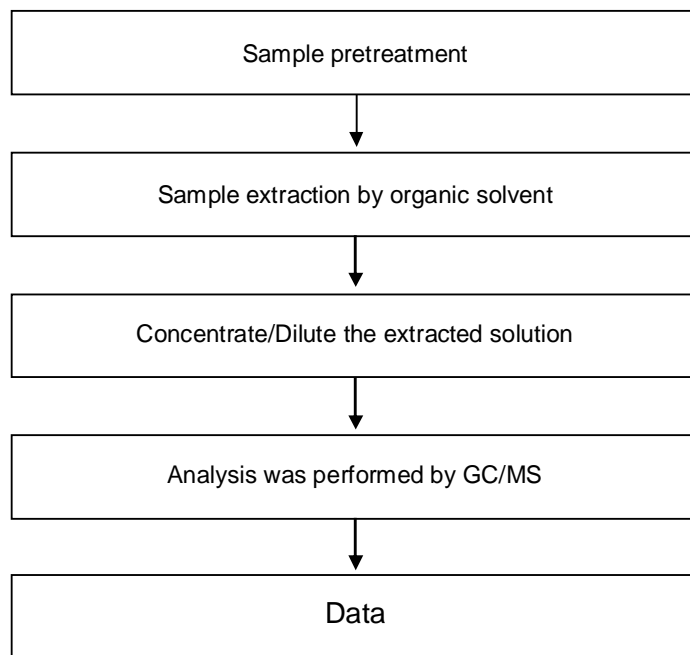 Sample pretreatment
Sample extraction by organic solvent
Concentrate/Dilute the extracted solution
Analysis was performed by GC/MS
Data